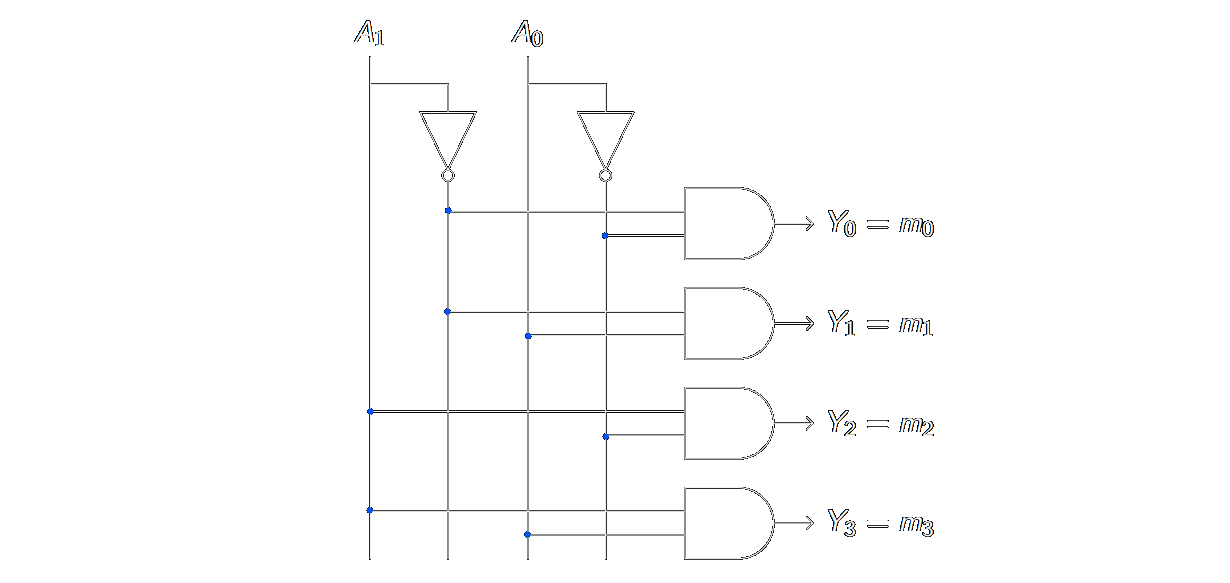 A₁ A₀
Y₀ = m₀
Y₁ = m₁
Y₂ = m₂
Y₃ = m₃